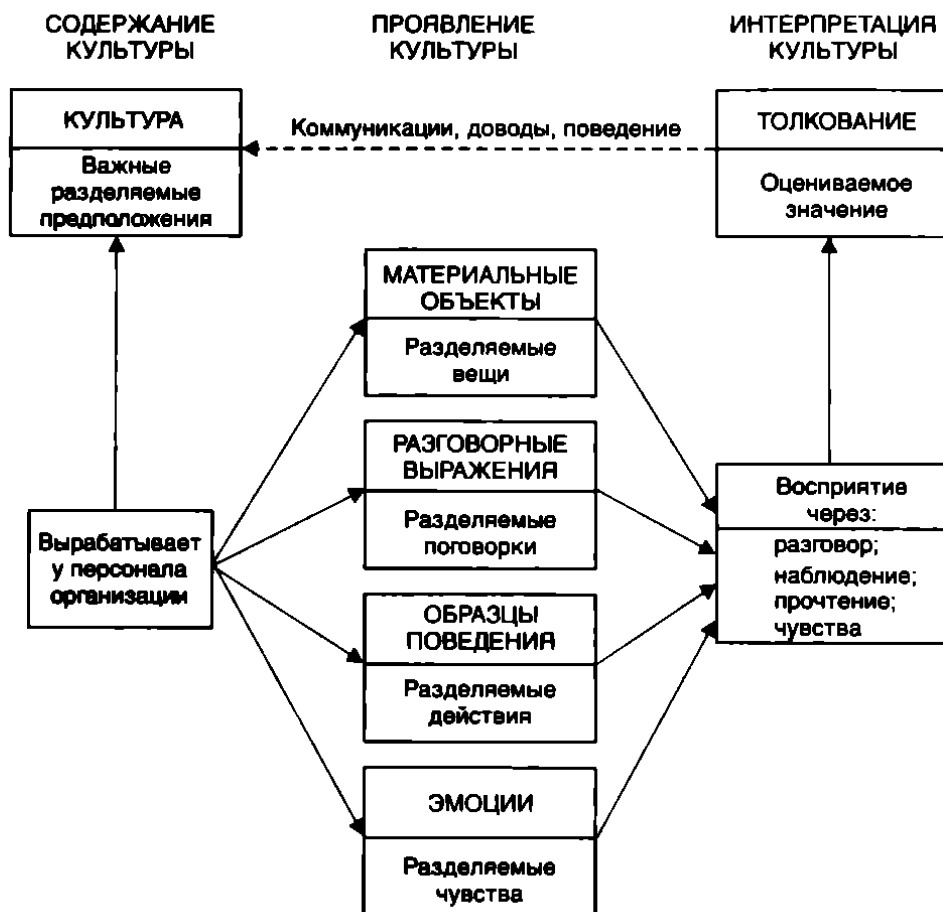 СОДЕРЖАНИЕ
КУЛЬТУРЫ
ПРОЯВЛЕНИЕ
КУЛЬТУРЫ
ИНТЕРПРЕТАЦИЯ
КУЛЬТУРЫ
КУЛЬТУРА
Важные
разделяемые
предположения
Коммуникации, доводы, поведение
ТОЛКОВАНИЕ
Оцениваемое
значение
МАТЕРИАЛЬНЫЕ
ОБЪЕКТЫ
Разделяемые
вещи
РАЗГОВОРНЫЕ
ВЫРАЖЕНИЯ
Разделяемые
поговорки
Вырабатывает
у персонала
организации
Восприятие
через:
разговор;
наблюдение;
прочтение;
чувства
ОБРАЗЦЫ
ПОВЕДЕНИЯ
Разделяемые
действия
ЭМОЦИИ
Разделяемые
чувства